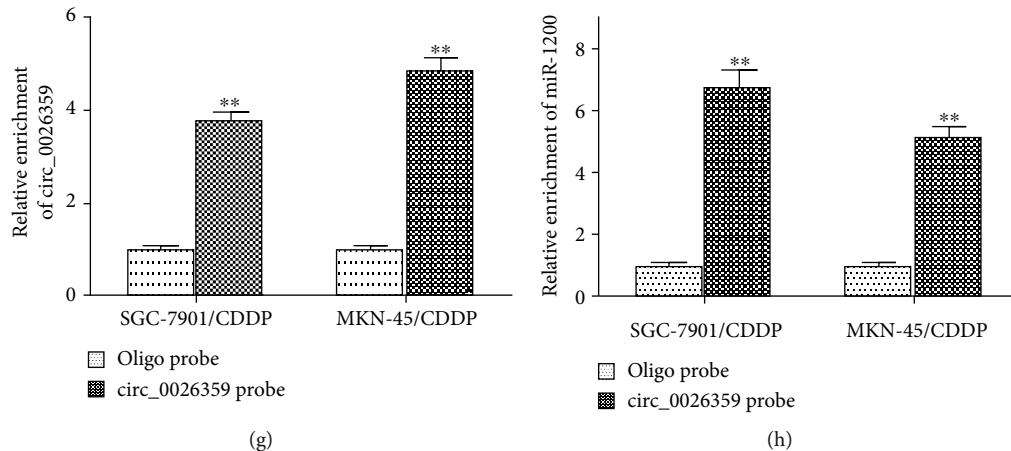 Relative enrichment
of circ_0026359
6
4
2
0
**
**
SGC-7901/CDDP
MKN-45/CDDP
Oligo probe
circ_0026359 probe
(g)
Relative enrichment of miR-1200
8
6
4
2
0
**
**
SGC-7901/CDDP
MKN-45/CDDP
Oligo probe
circ_0026359 probe
(h)